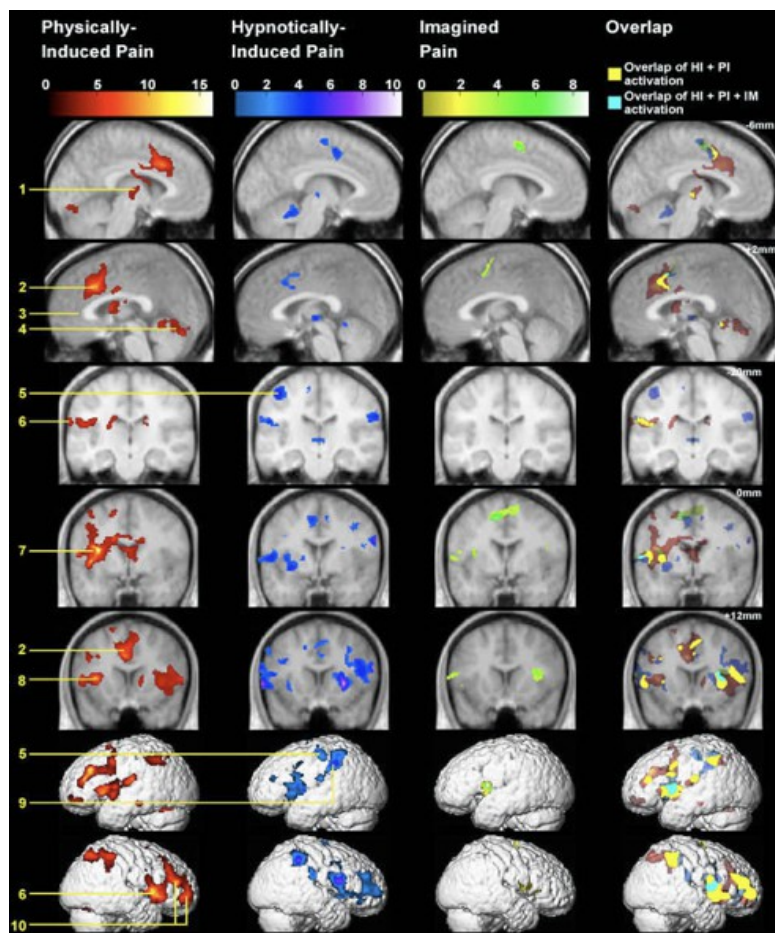 Physically-
Induced Pain
Hypnotically-
Induced Pain
Imagined
Pain
Overlap
0 5 10 15
0 2 4 6 8 10
0 2 4 6 8
Overlap of HI + PI
activation
Overlap of HI + PI + IM
activation
-6mm
1
+2mm
2
3
4
-20mm
5
6
0mm
7
+12mm
2
8
5
9
6
10